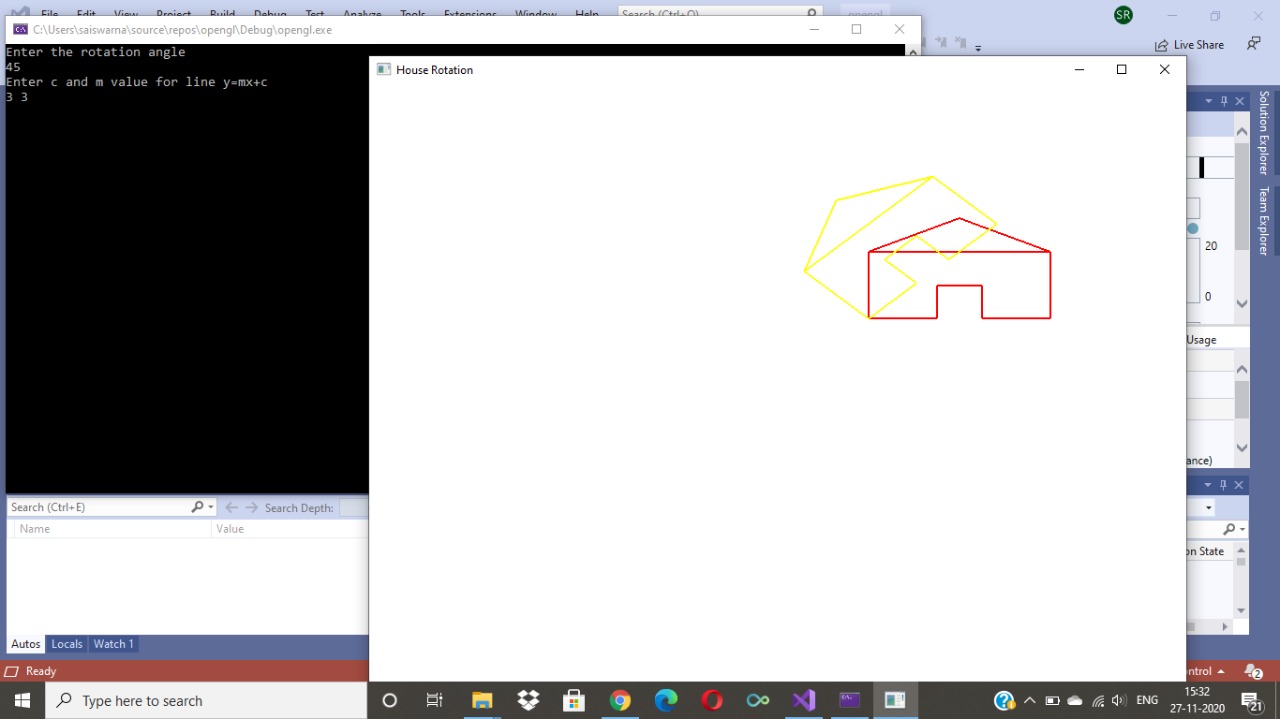 File Edit View Project Build Debug Test Analyze Tools Extensions Window Help Search (Ctrl+Q) opengl SR
C:\Users\saiswarna\source\repos\opengl\Debug\opengl.exe
Live Share
Enter the rotation angle
45
Enter c and m value for line y=mx+c
3 3
House Rotation
Solution Explorer
Team Explorer
20
0
Usage
ance)
Search (Ctrl+E) Search Depth:
Name Value
on State
Autos Locals Watch 1
Ready
ntrol 2
Type here to search
ENG
15:32
27-11-2020
21